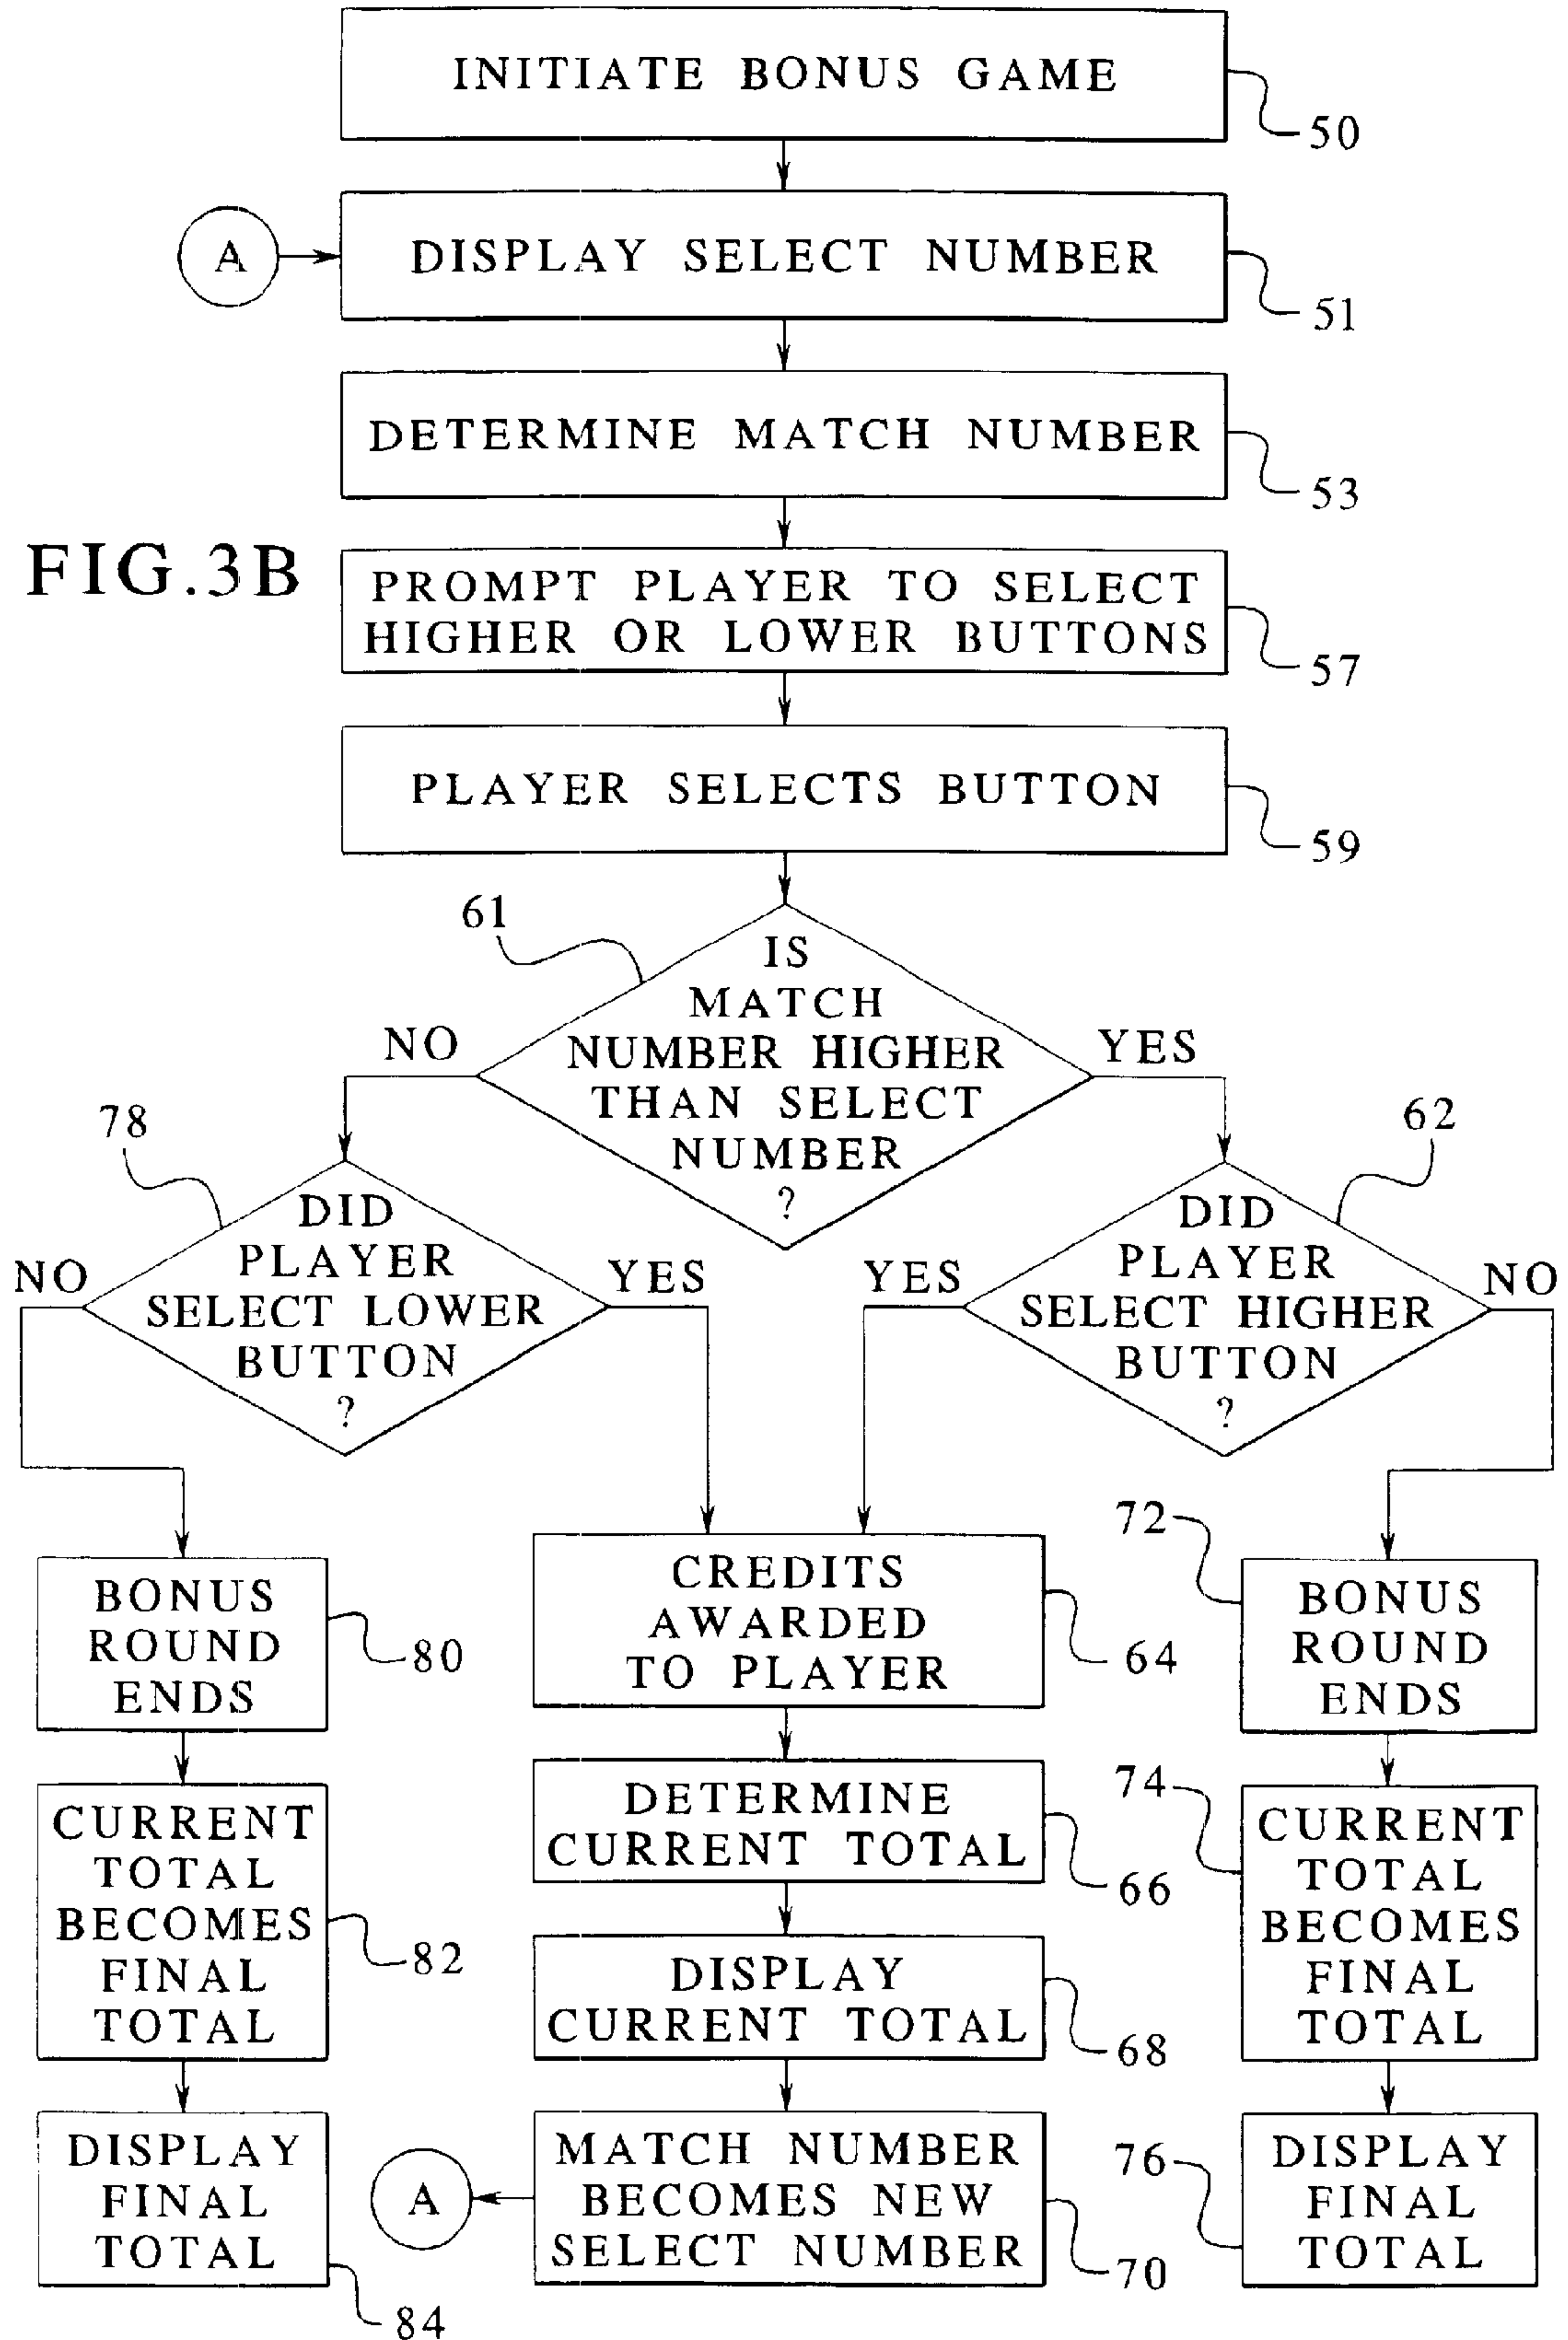 INITIATE BONUS GAME
50
A
DISPLAY SELECT NUMBER
51
DETERMINE MATCH NUMBER
53
FIG.3B
PROMPT PLAYER TO SELECT
HIGHER OR LOWER BUTTONS
57
PLAYER SELECTS BUTTON
59
61
IS
MATCH
NUMBER HIGHER
THAN SELECT
NUMBER
?
NO
YES
78
DID
PLAYER
SELECT LOWER
BUTTON
?
NO
YES
62
DID
PLAYER
SELECT HIGHER
BUTTON
?
YES
NO
BONUS
ROUND
ENDS
80
CREDITS
AWARDED
TO PLAYER
64
72
BONUS
ROUND
ENDS
CURRENT
TOTAL
BECOMES
FINAL
TOTAL
82
DETERMINE
CURRENT TOTAL
66
74
CURRENT
TOTAL
BECOMES
FINAL
TOTAL
DISPLAY
CURRENT TOTAL
68
DISPLAY
FINAL
TOTAL
84
A
MATCH NUMBER
BECOMES NEW
SELECT NUMBER
70
76
DISPLAY
FINAL
TOTAL